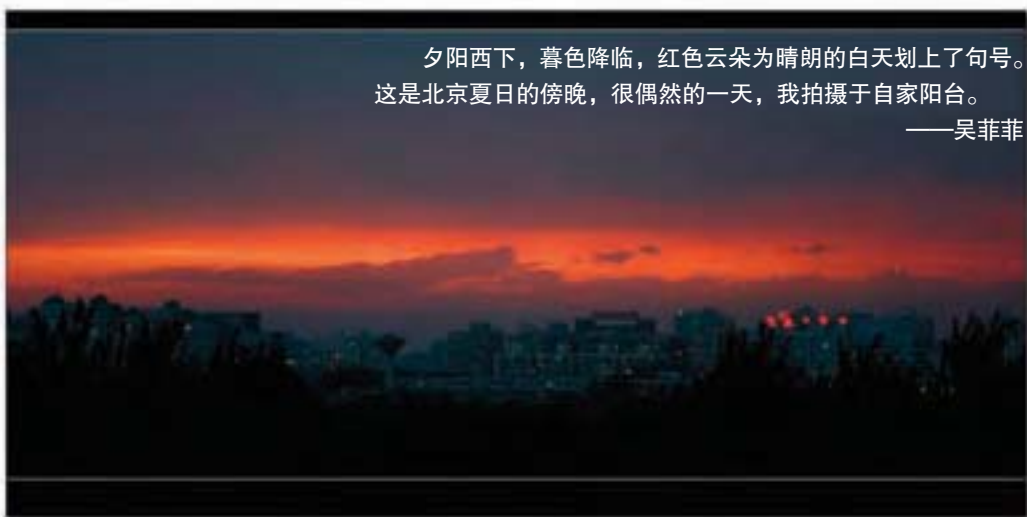 夕阳西下，暮色降临，红色云朵为晴朗的白天划上了句号。
这是北京夏日的傍晚，很偶然的一天，我拍摄于自家阳台。
——吴菲菲